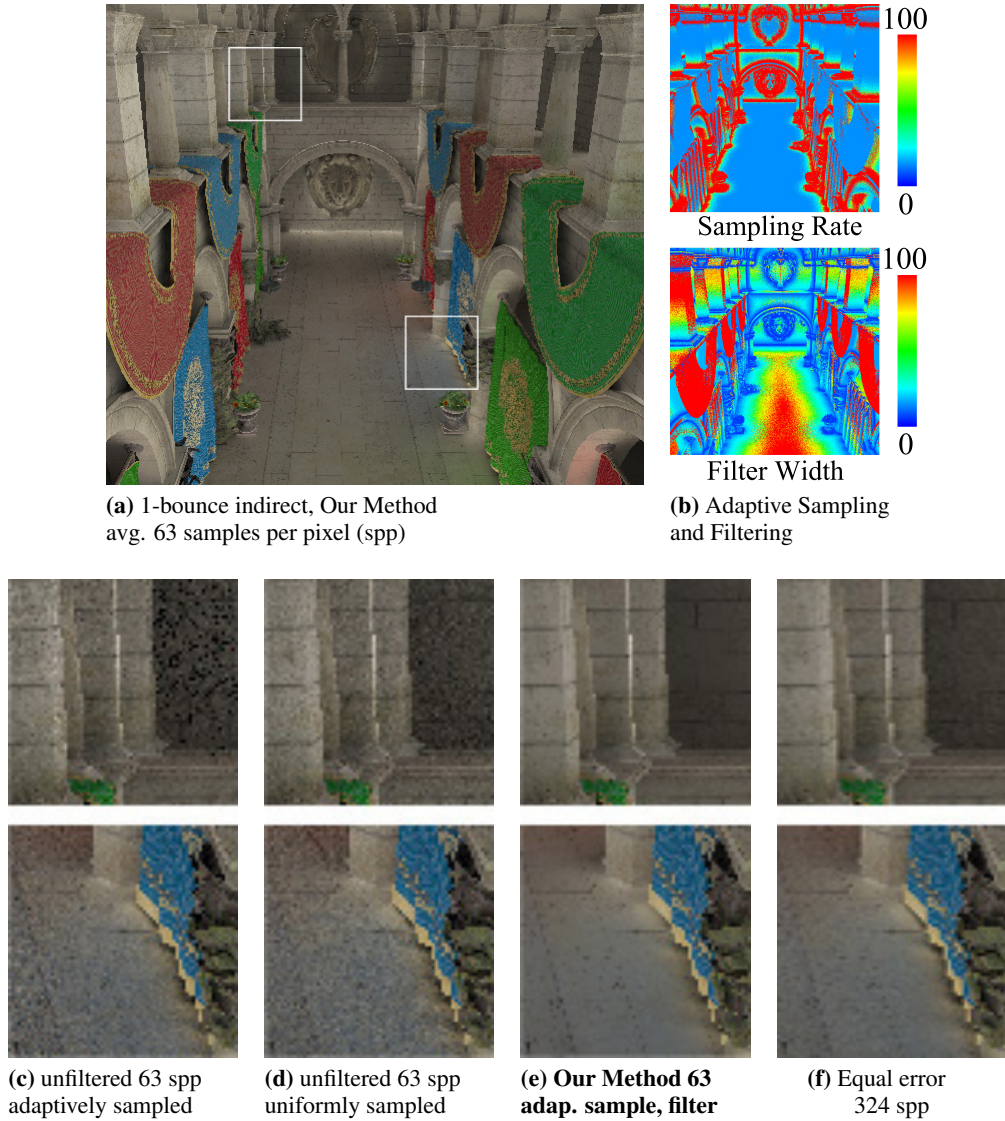 100
0
Sampling Rate
100
0
Filter Width
(a) 1-bounce indirect, Our Method
avg. 63 samples per pixel (spp)
(b) Adaptive Sampling
and Filtering
(c) unfiltered 63 spp
adaptively sampled
(d) unfiltered 63 spp
uniformly sampled
(e) Our Method 63
adap. sample, filter
(f) Equal error
324 spp